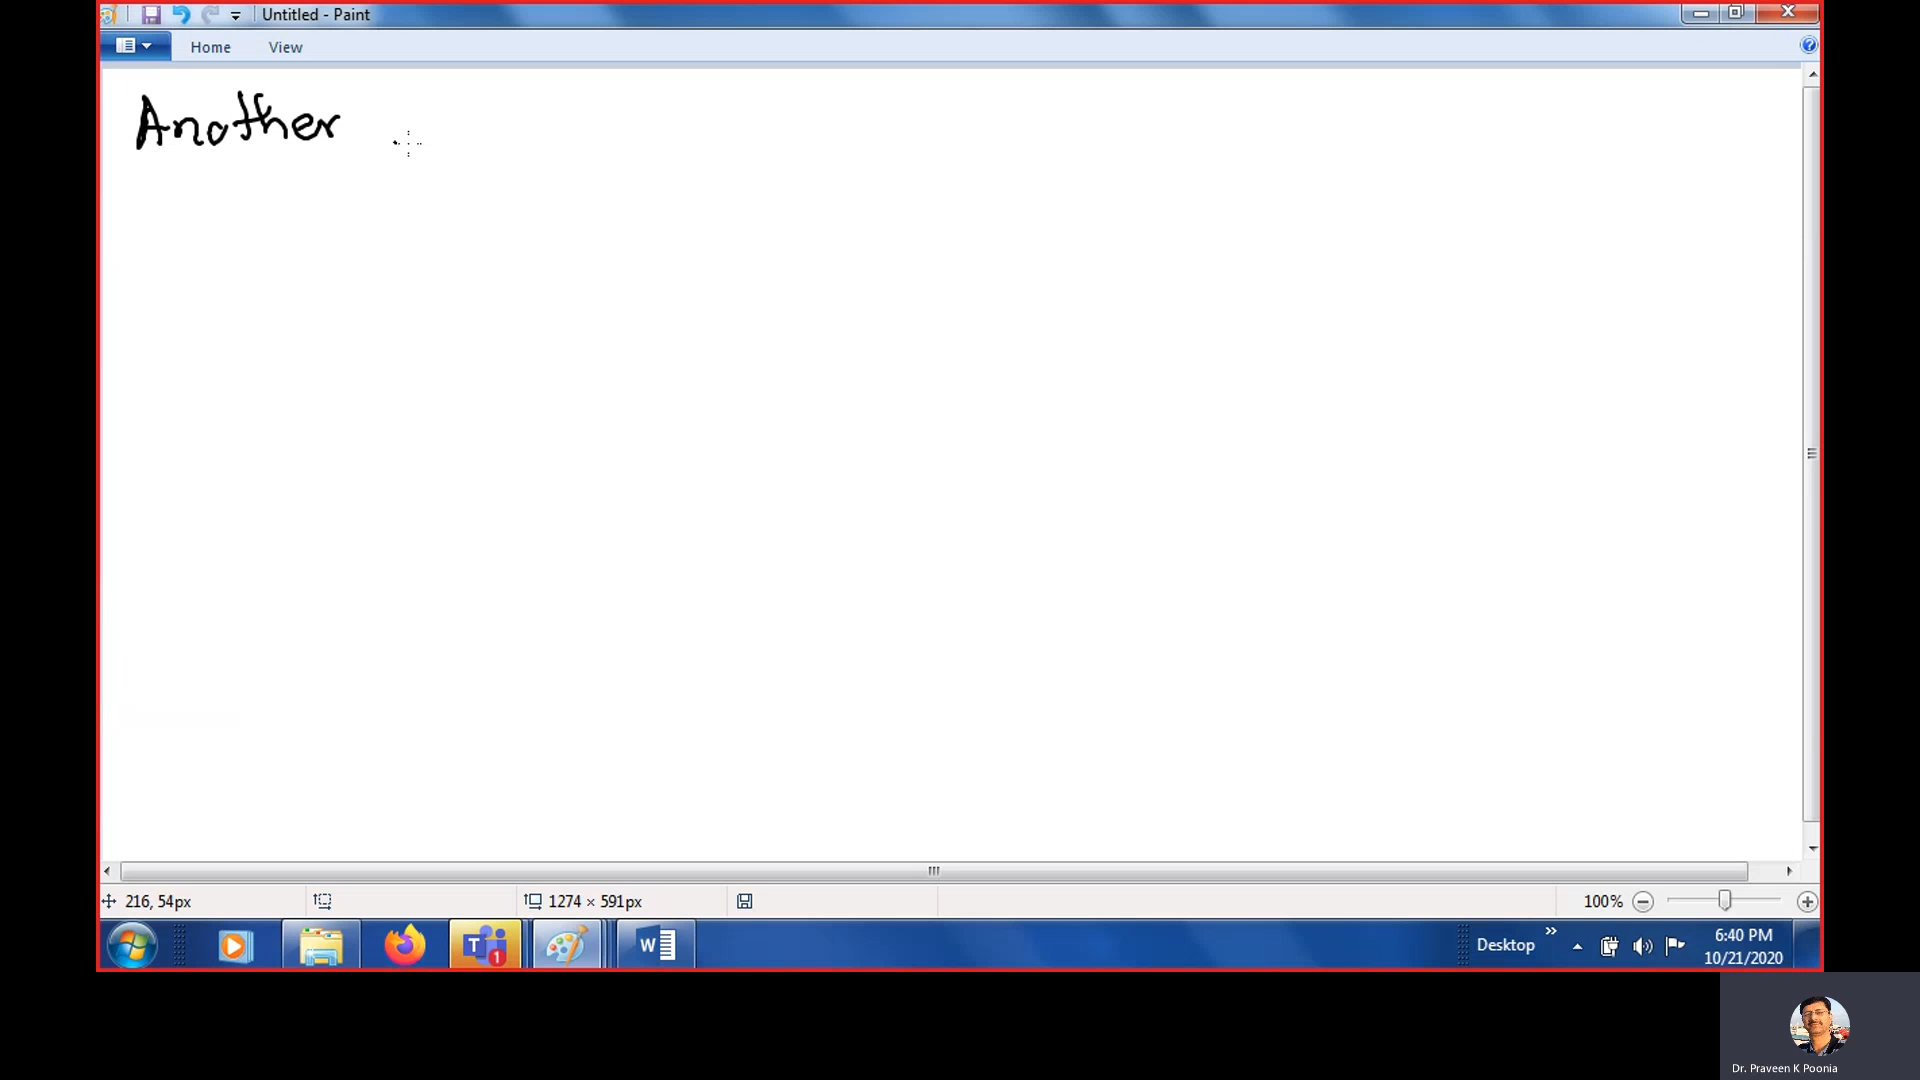 Untitled - Paint
Home View
Another
216, 54px 1274 × 591px 100%
T 1 W Desktop 6:40 PM
10/21/2020
Dr. Praveen K Poonia